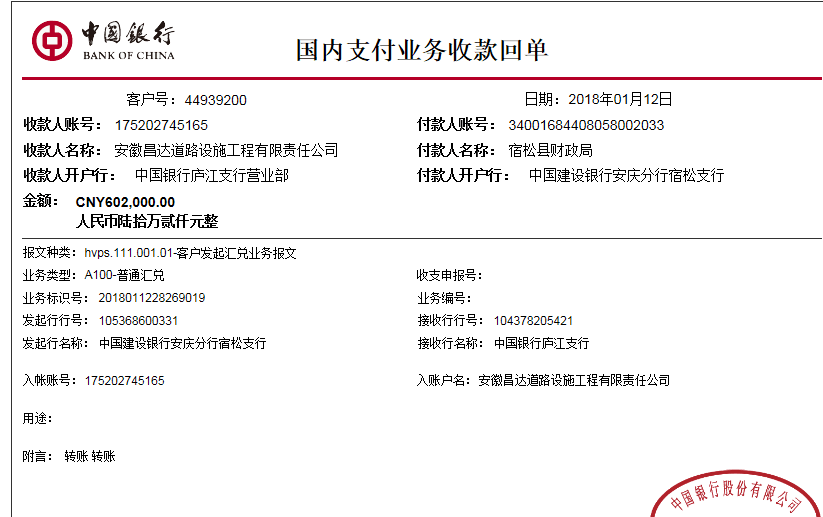 中国银行
BANK OF CHINA
国内支付业务收款回单
客户号：44939200 日期：2018年01月12日
收款人账号：175202745165 付款人账号：34001684408058002033
收款人名称：安徽昌达道路设施工程有限责任公司 付款人名称：宿松县财政局
收款人开户行：中国银行庐江支行营业部 付款人开户行：中国建设银行安庆分行宿松支行
金额：CNY602,000.00
人民币陆拾万贰仟元整
报文种类：hvps.111.001.01-客户发起汇兑业务报文
业务类型：A100-普通汇兑 收支申报号：
业务标识号：2018011228269019 业务编号：
发起行行号：105368600331 接收行行号：104378205421
发起行名称：中国建设银行安庆分行宿松支行 接收行名称：中国银行庐江支行
入帐账号：175202745165 入账户名：安徽昌达道路设施工程有限责任公司
用途：
附言：转账 转账
中国银行股份有限公司